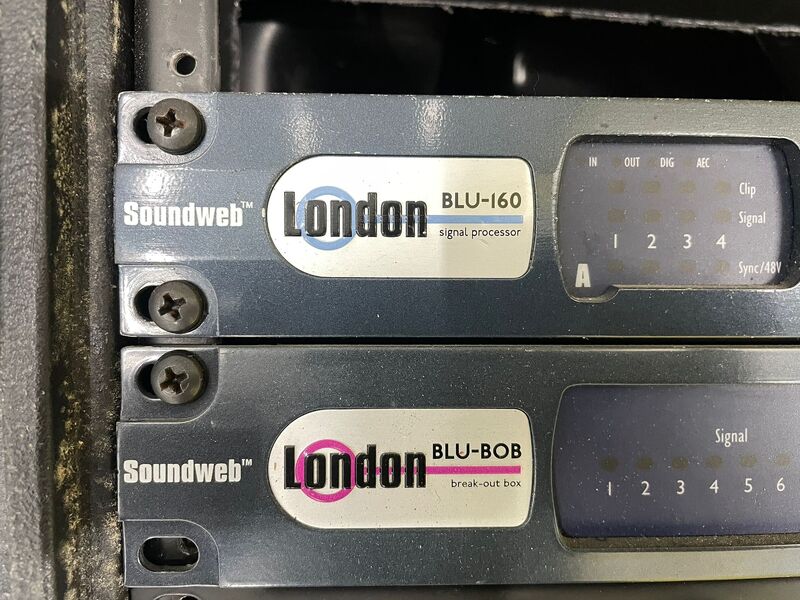 Soundweb™
London
BLU-160
signal processor
IN OUT DIG AEC
Clip
Signal
1 2 3 4
A
Sync/48V
Soundweb™
London
BLU-BOB
break-out box
Signal
1 2 3 4 5 6